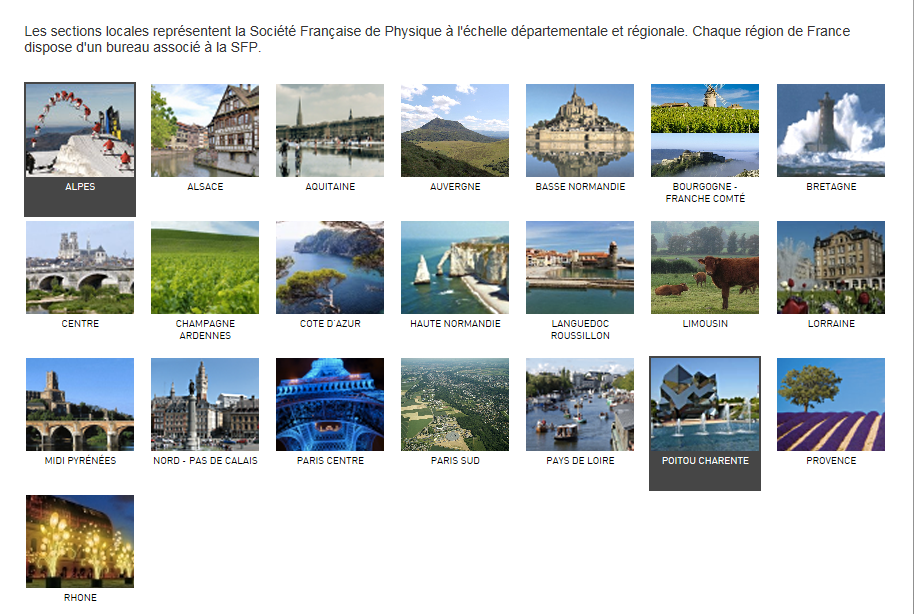 Les sections locales représentent la Société Française de Physique à l'échelle départementale et régionale. Chaque région de France
dispose d'un bureau associé à la SFP.
ALPES
ALSACE
AQUITAINE
AUVERGNE
BASSE NORMANDIE
BOURGOGNE -
FRANCHE COMTÉ
BRETAGNE
CENTRE
CHAMPAGNE
ARDENNES
COTE D'AZUR
HAUTE NORMANDIE
LANGUEDOC
ROUSSILLON
LIMOUSIN
LORRAINE
MIDI PYRÉNÉES
NORD - PAS DE CALAIS
PARIS CENTRE
PARIS SUD
PAYS DE LOIRE
POITOU CHARENTE
PROVENCE
RHONE